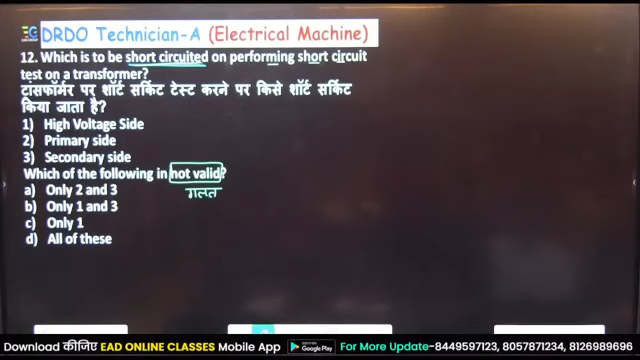 DRDO Technician-A (Electrical Machine)
12. Which is to be short circuited on performing short circuit
test on a transformer?
ट्रांसफॉर्मर पर शॉर्ट सर्किट टेस्ट करने पर किसे शॉर्ट सर्किट
किया जाता है?
1) High Voltage Side
2) Primary side
3) Secondary side
Which of the following in not valid?
गलत
a) Only 2 and 3
b) Only 1 and 3
c) Only 1
d) All of these
Download कीजिए EAD ONLINE CLASSES Mobile App Google Play For More Update-8449597123, 8057871234, 8126989696